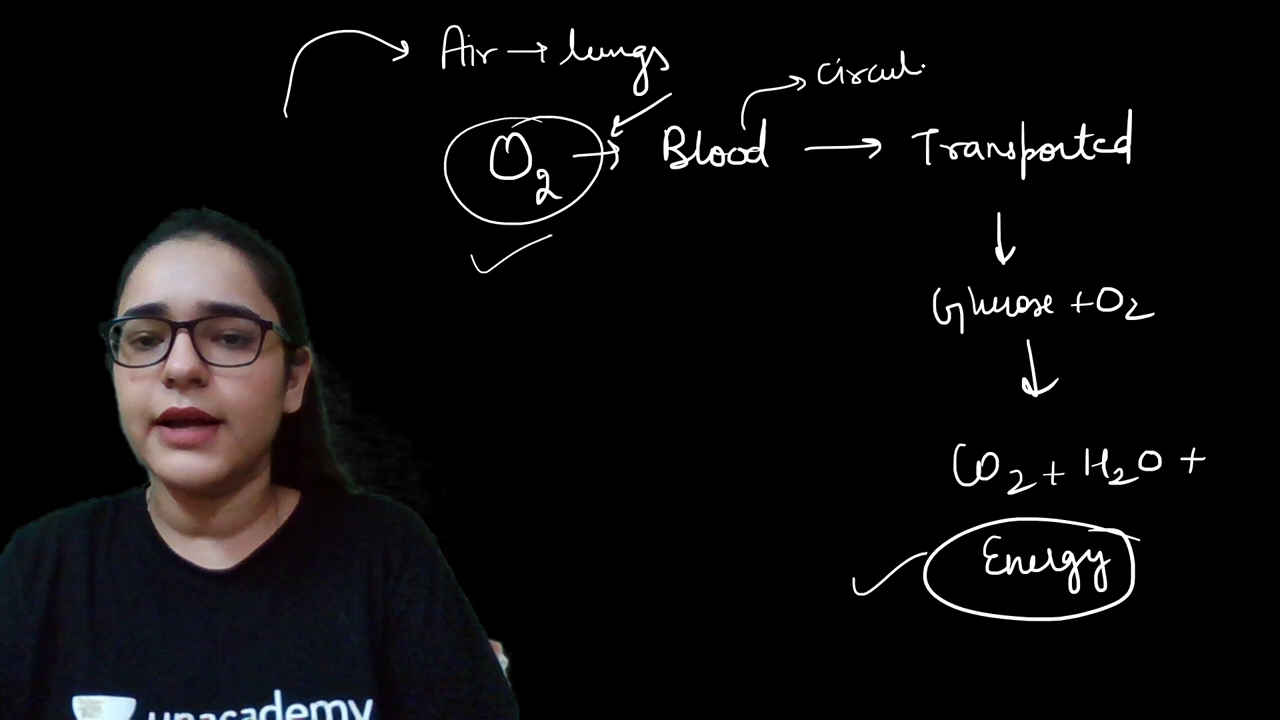 Air → lungs
circul.
O2 → Blood → Transported
Glucose + O2
CO2 + H2O +
Energy
unacademy